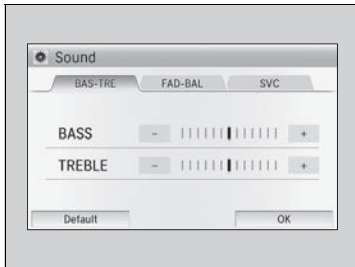 Sound
BAS-TRE FAD-BAL SVC
BASS - +
TREBLE - +
Default OK